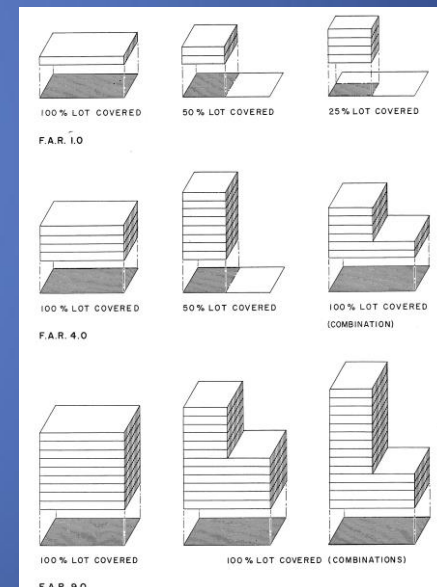 100% LOT COVERED 50% LOT COVERED 25% LOT COVERED
F.A.R. 1.0
100% LOT COVERED 50% LOT COVERED 100% LOT COVERED
(COMBINATION)
F.A.R. 4.0
100% LOT COVERED 100% LOT COVERED (COMBINATIONS)
F.A.R. 9.0